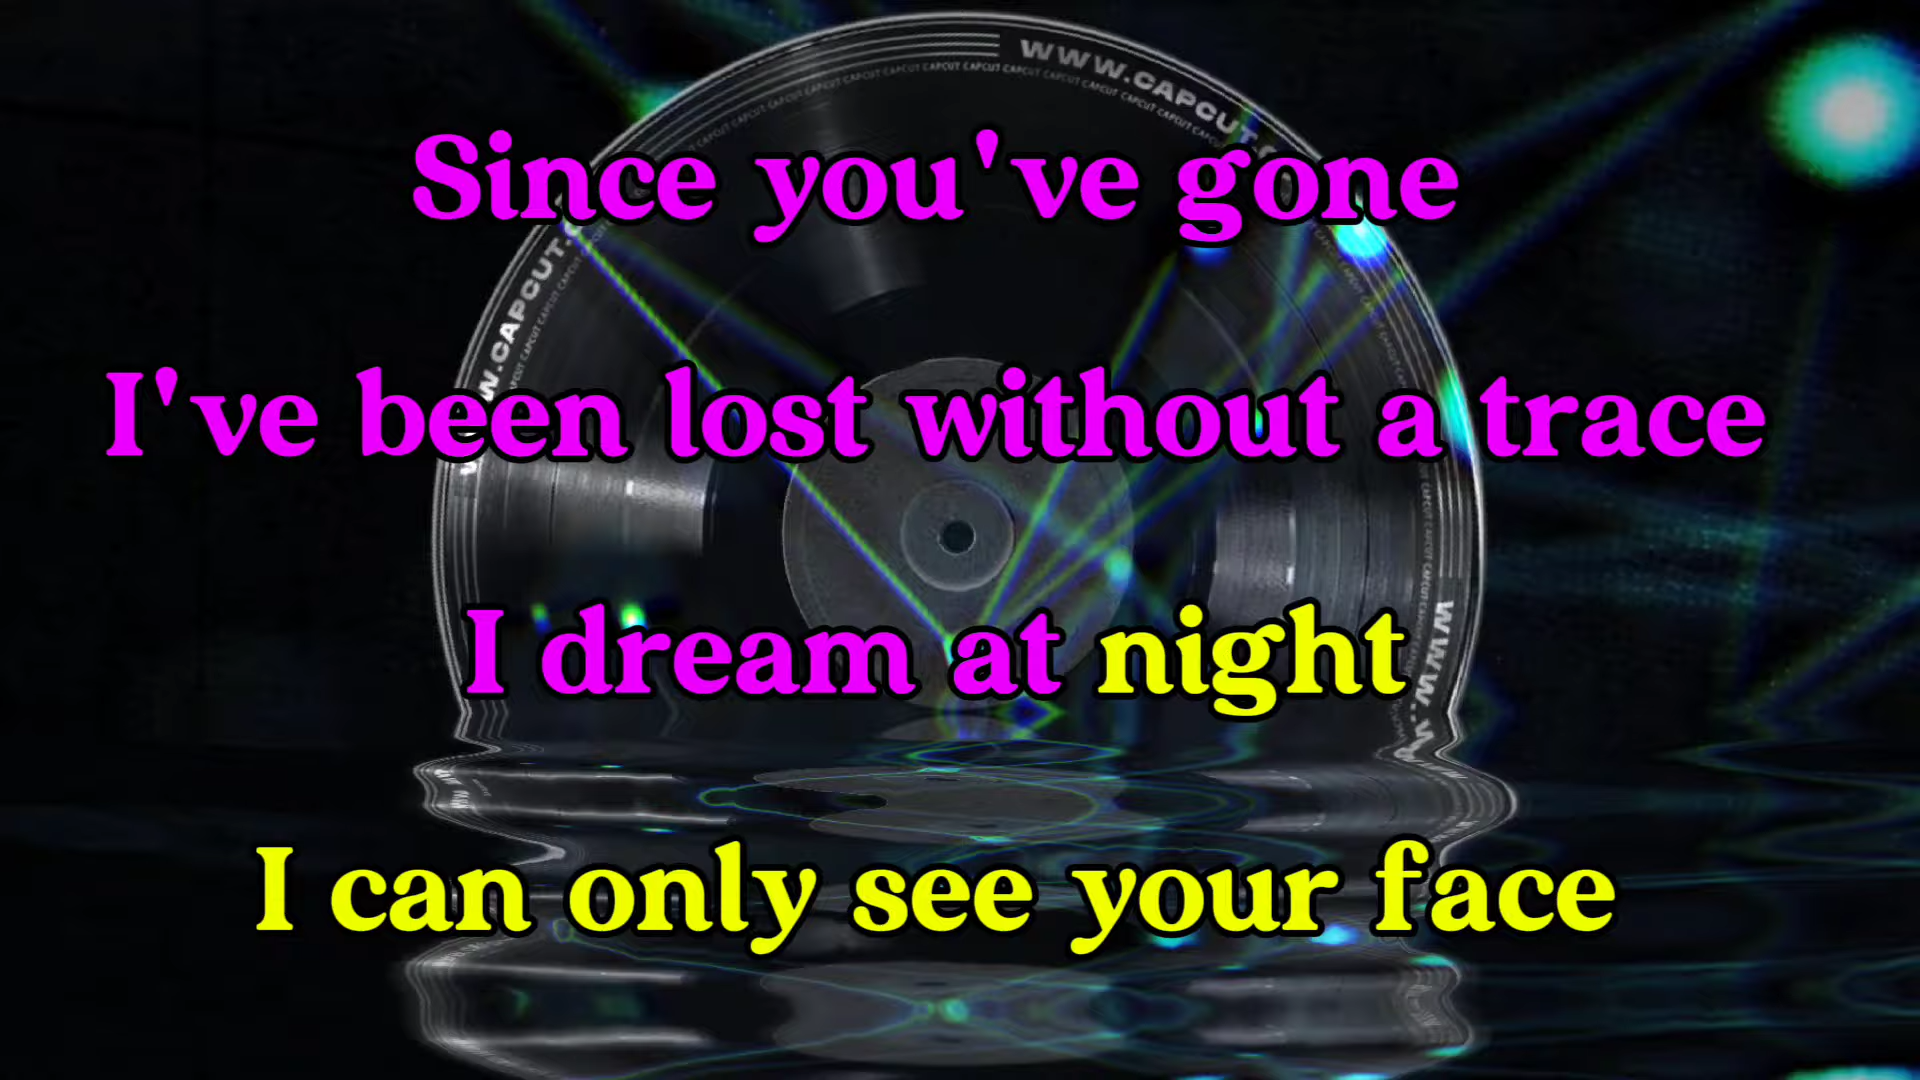 WWW.CAPCUT.
W.CAPCUT.
Since you've gone
I've been lost without a trace
I dream at night
I can only see your face